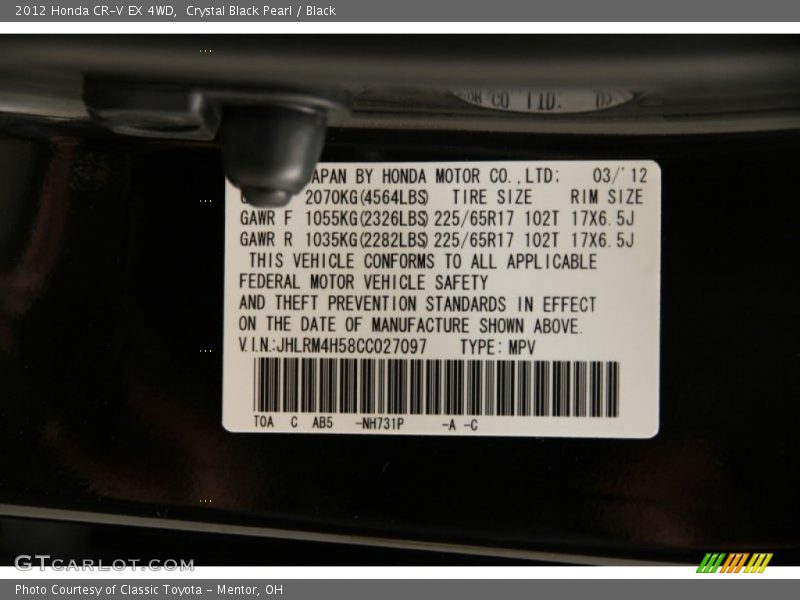 2012 Honda CR-V EX 4WD, Crystal Black Pearl / Black
CO LTD.
APAN BY HONDA MOTOR CO.,LTD: 03/'12
2070KG(4564LBS) TIRE SIZE RIM SIZE
GAWR F 1055KG(2326LBS) 225/65R17 102T 17X6.5J
GAWR R 1035KG(2282LBS) 225/65R17 102T 17X6.5J
THIS VEHICLE CONFORMS TO ALL APPLICABLE
FEDERAL MOTOR VEHICLE SAFETY
AND THEFT PREVENTION STANDARDS IN EFFECT
ON THE DATE OF MANUFACTURE SHOWN ABOVE.
V.I.N.:JHLRM4H58CC027097 TYPE: MPV
TOA C AB5 -NH731P -A -C
GTCARLOT.COM
Photo Courtesy of Classic Toyota - Mentor, OH